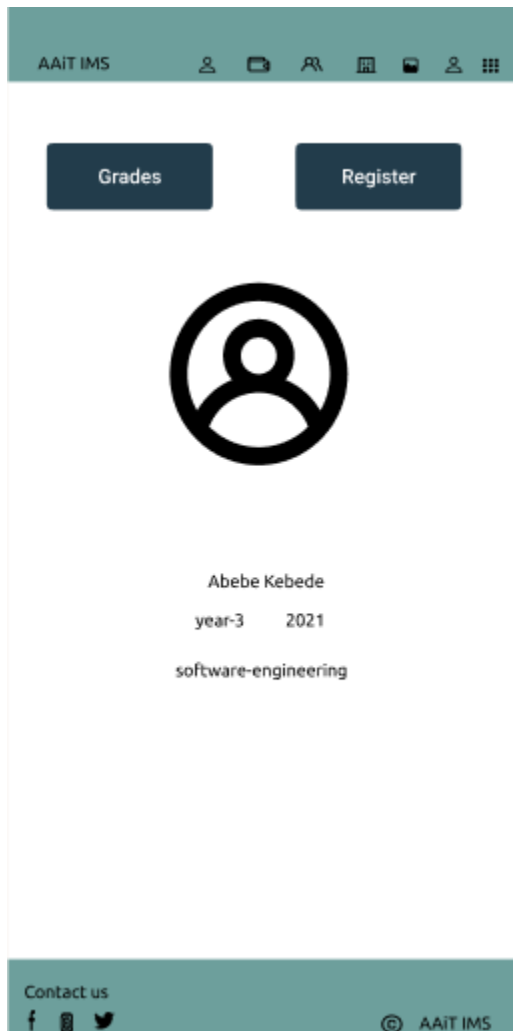 AAiT IMS
Grades
Register
Abebe Kebede
year-3 2021
software-engineering
Contact us
© AAiT IMS